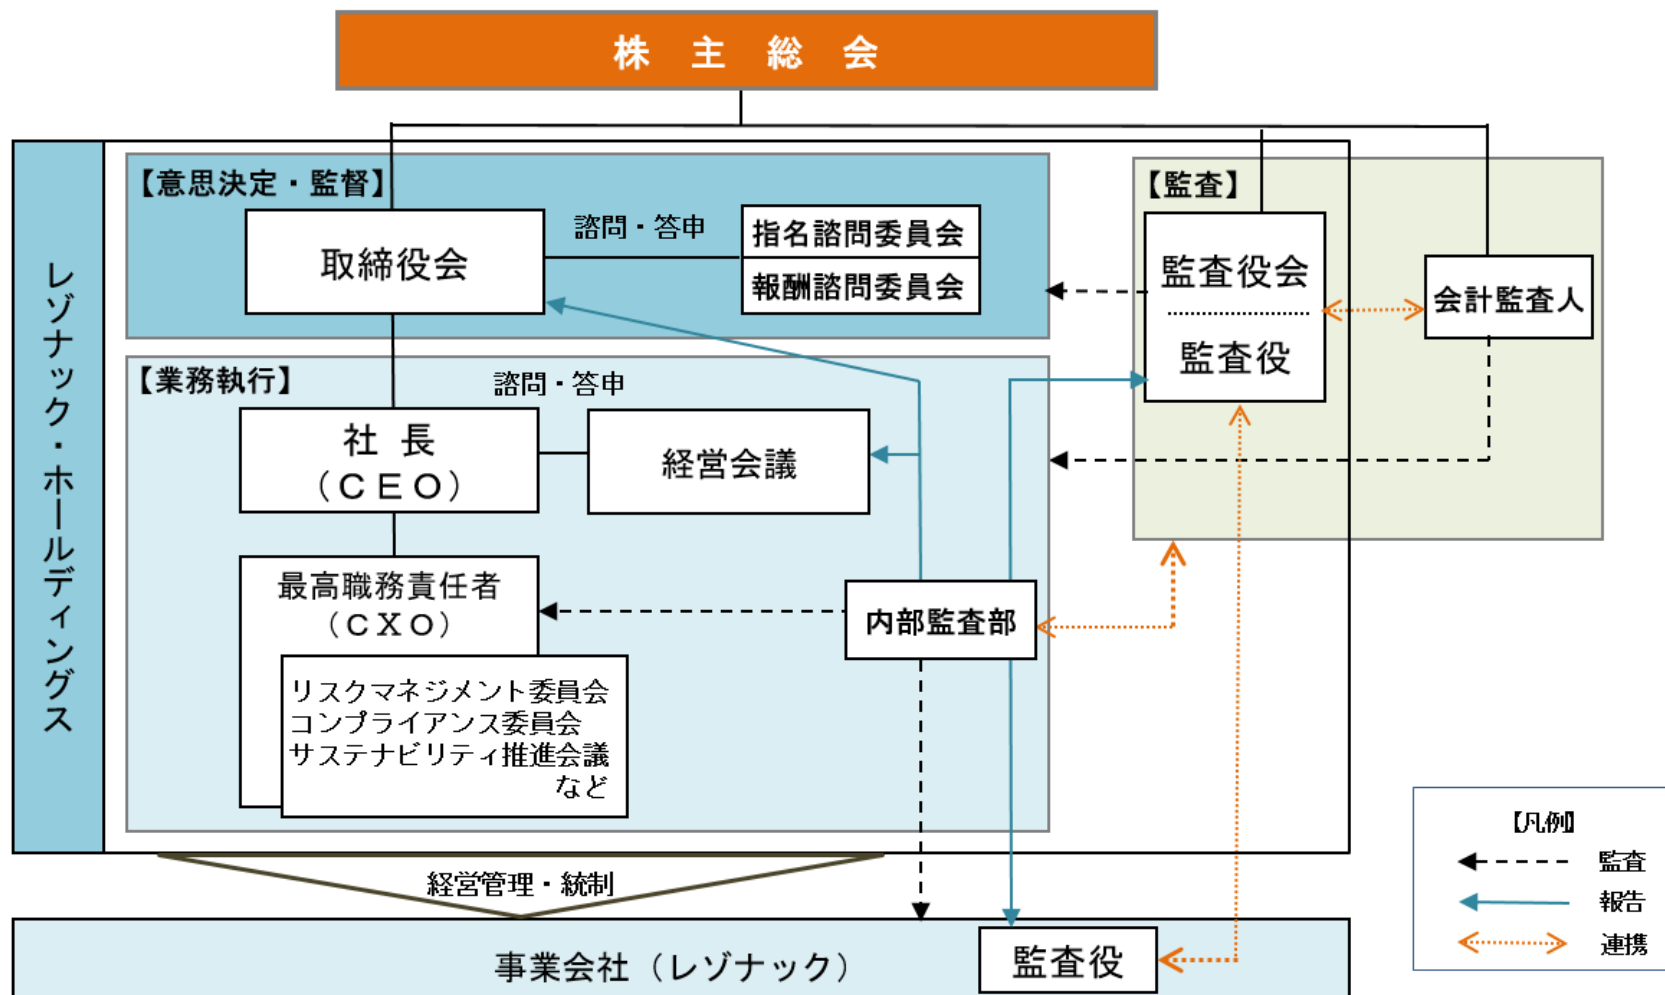 株主総会
レゾナック・ホールディングス
【意思決定・監督】
取締役会
諮問・答申
指名諮問委員会
報酬諮問委員会
【監査】
監査役会
監査役
会計監査人
【業務執行】
諮問・答申
社長
（ＣＥＯ）
経営会議
最高職務責任者
（ＣＸＯ）
リスクマネジメント委員会
コンプライアンス委員会
サステナビリティ推進会議
など
内部監査部
経営管理・統制
事業会社（レゾナック）
監査役
【凡例】
監査
報告
連携